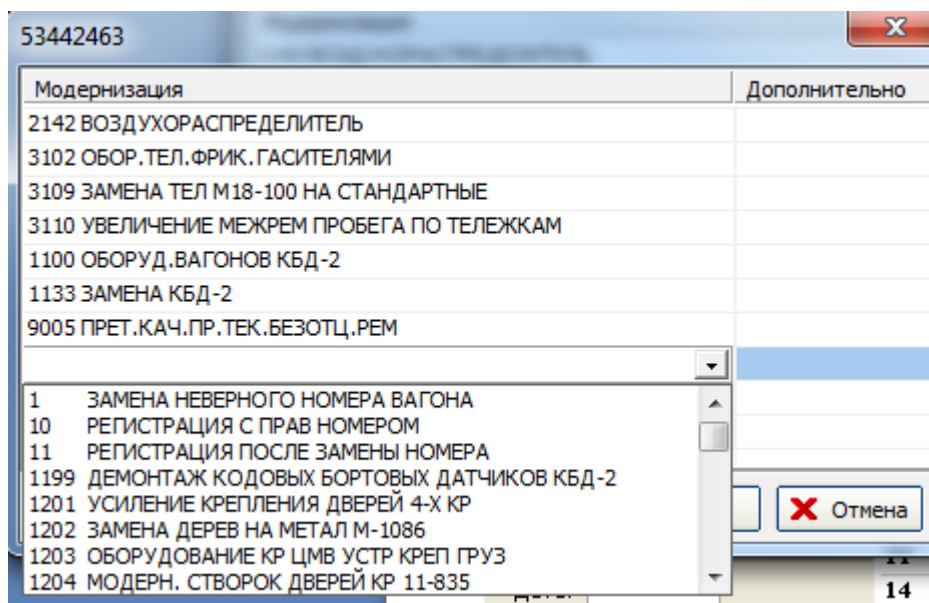 53442463
Модернизация Дополнительно
2142 ВОЗДУХОРАСПРЕДЕЛИТЕЛЬ
3102 ОБОР.ТЕЛ.ФРИК.ГАСИТЕЛЯМИ
3109 ЗАМЕНА ТЕЛ М18-100 НА СТАНДАРТНЫЕ
3110 УВЕЛИЧЕНИЕ МЕЖРЕМ ПРОБЕГА ПО ТЕЛЕЖКАМ
1100 ОБОРУД.ВАГОНОВ КБД-2
1133 ЗАМЕНА КБД-2
9005 ПРЕТ.КАЧ.ПР.ТЕК.БЕЗОТЦ.РЕМ
1 ЗАМЕНА НЕВЕРНОГО НОМЕРА ВАГОНА
10 РЕГИСТРАЦИЯ С ПРАВ НОМЕРОМ
11 РЕГИСТРАЦИЯ ПОСЛЕ ЗАМЕНЫ НОМЕРА
1199 ДЕМОНТАЖ КОДОВЫХ БОРТОВЫХ ДАТЧИКОВ КБД-2
1201 УСИЛЕНИЕ КРЕПЛЕНИЯ ДВЕРЕЙ 4-Х КР
1202 ЗАМЕНА ДЕРЕВ НА МЕТАЛ М-1086
1203 ОБОРУДОВАНИЕ КР ЦМВ УСТР КРЕП ГРУЗ
Отмена
1204 МОДЕРН. СТВОРОК ДВЕРЕЙ КР 11-835
14